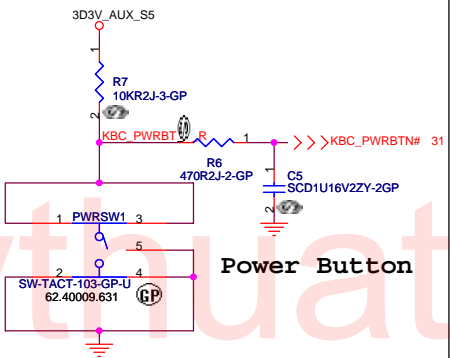 3D3V_AUX_S5
1
R7
10KR2J-3-GP
2
KBC_PWRBT R 1 KBC_PWRBTN# 31
R6
470R2J-2-GP
1
C5
SCD1U16V2ZY-2GP
2
1 PWRSW1 3
5
2 4
SW-TACT-103-GP-U
62.40009.631
GP
Power Button
thuat